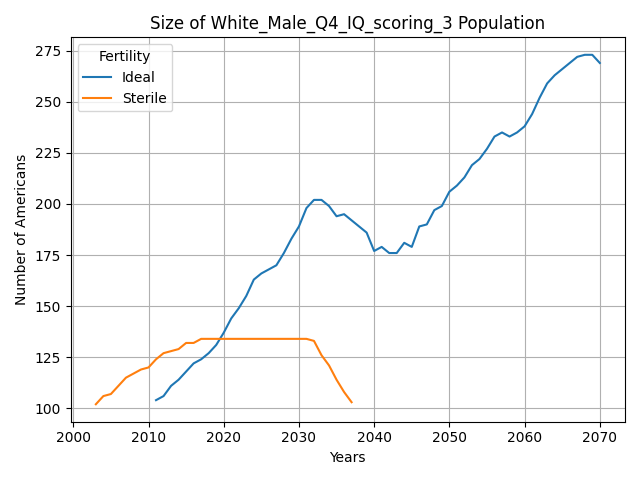 Size of White_Male_Q4_IQ_scoring_3 Population
Fertility
Ideal
Sterile
Number of Americans
275
250
225
200
175
150
125
100
2000 2010 2020 2030 2040 2050 2060 2070
Years